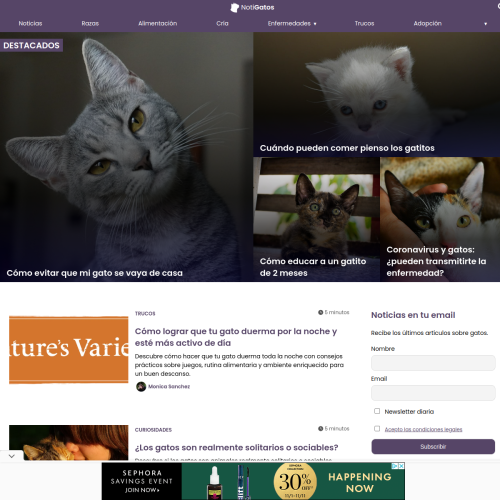 NotiGatos
Noticias Razas Alimentación Cría Enfermedades Trucos Adopción
DESTACADOS
Cuándo pueden comer pienso los gatitos
Cómo evitar que mi gato se vaya de casa
Cómo educar a un gatito
de 2 meses
Coronavirus y gatos:
¿pueden transmitirte la
enfermedad?
ture's Varie
TRUCOS
5 minutos
Cómo lograr que tu gato duerma por la noche y
esté más activo de día
Descubre cómo hacer que tu gato duerma toda la noche con consejos
prácticos sobre juegos, rutina alimentaria y ambiente enriquecido para
un buen descanso.
Monica Sanchez
CURIOSIDADES
5 minutos
¿Los gatos son realmente solitarios o sociables?
Noticias en tu email
Recibe los últimos artículos sobre gatos.
Nombre
Email
Newsletter diaria
Acepto las condiciones legales
Subscribir
SEPHORA
SAVINGS EVENT
JOIN NOW
UP TO
30%
OFF
HAPPENING
NOW